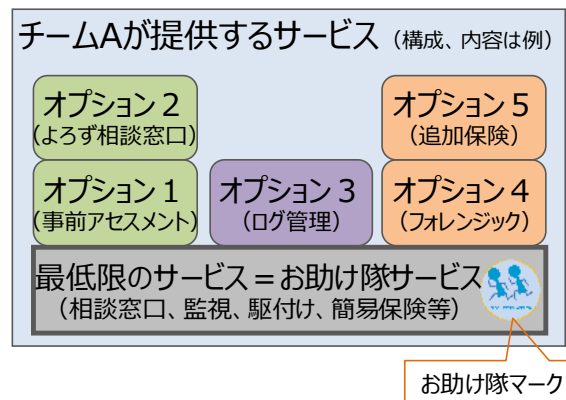 チームAが提供するサービス（構成、内容は例）
オプション２
(よろず相談窓口)
オプション５
（追加保険）
オプション１
(事前アセスメント)
オプション３
（ログ管理）
オプション４
（フォレンジック）
最低限のサービス＝お助け隊サービス
（相談窓口、監視、駆付け、簡易保険等）
お助け隊マーク